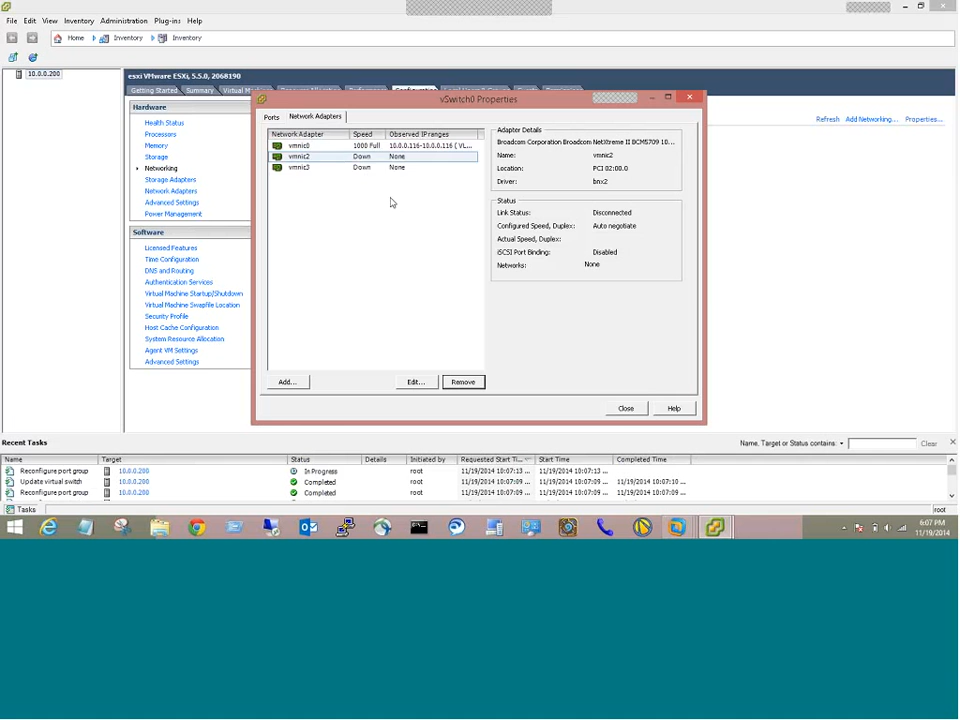 File Edit View Inventory Administration Plug-ins Help
Home Inventory Inventory
10.0.0.200
esxi VMware ESXi, 5.5.0, 2068190
Getting Started Summary
Hardware
Health Status
Processors
Memory
Storage
Networking
Storage Adapters
Network Adapters
Advanced Settings
Power Management
Software
Licensed Features
Time Configuration
DNS and Routing
Authentication Services
Virtual Machine Startup/Shutdown
Virtual Machine Swapfile Location
Security Profile
Host Cache Configuration
System Resource Allocation
Agent VM Settings
Advanced Settings
Refresh Add Networking... Properties...
vSwitch0 Properties
Ports Network Adapters
Network Adapter Speed Observed IP ranges
vmnic0 1000 Full 10.0.0.116-10.0.0.116 ( VL...
vmnic2 Down None
vmnic3 Down None
Add... Edit... Remove
Adapter Details
Broadcom Corporation Broadcom NetXtreme II BCM5709 10...
Name: vmnic2
Location: PCI 02:00.0
Driver: bnx2
Status
Link Status: Disconnected
Configured Speed, Duplex: Auto negotiate
Actual Speed, Duplex:
iSCSI Port Binding: Disabled
Networks: None
Close Help
Recent Tasks
Name, Target or Status contains: Clear
Name Target Status Details Initiated by Requested Start Ti... Start Time Completed Time
Reconfigure port group 10.0.0.200 In Progress root 11/19/2014 10:07:13 ... 11/19/2014 10:07:13 ...
Update virtual switch 10.0.0.200 Completed root 11/19/2014 10:07:09 ... 11/19/2014 10:07:09 ... 11/19/2014 10:07:09 ...
Reconfigure port group 10.0.0.200 Completed root 11/19/2014 10:07:09 ... 11/19/2014 10:07:09 ... 11/19/2014 10:07:09 ...
Tasks root
6:07 PM
11/19/2014